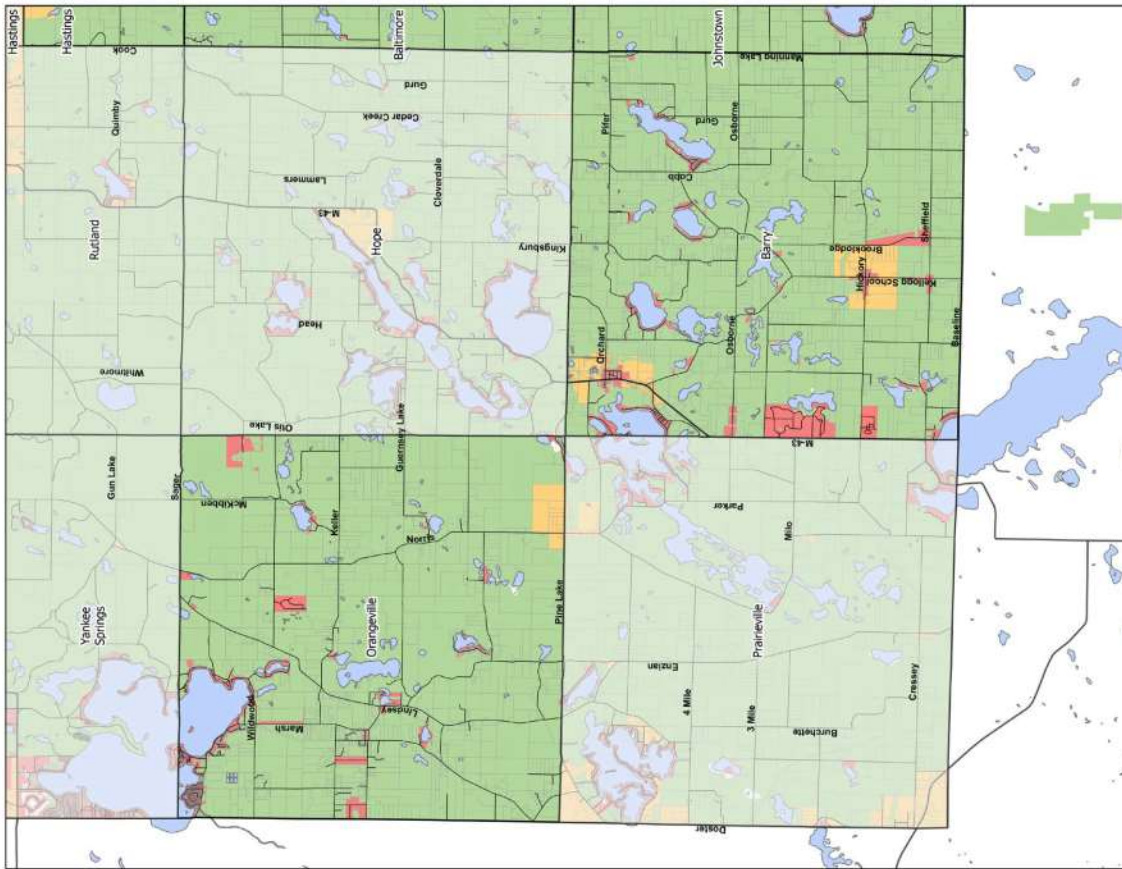 Hastings
Hastings
Cook
Baltimore
Johnstown
Manning Lake
Quimby
Gurd
Cedar Creek
Pifer
Gurd
Osborne
Lammers
Cloverdale
Cobb
M-43
Rutland
Hope
Kingsbury
Barry
Brooklodge
Sheffield
Hickory
Kellogg School
Head
Osborne
Baseline
Orchard
Whitmore
Otis Lake
Guernsey Lake
M-43
Gun Lake
Sager
McKibben
Keller
Norris
Parker
Milo
Yankee
Springs
Orangeville
Pine Lake
Prairieville
Enzian
Cressey
Wildwood
Marsh
Lindsey
4 Mile
3 Mile
Burchette
Doster